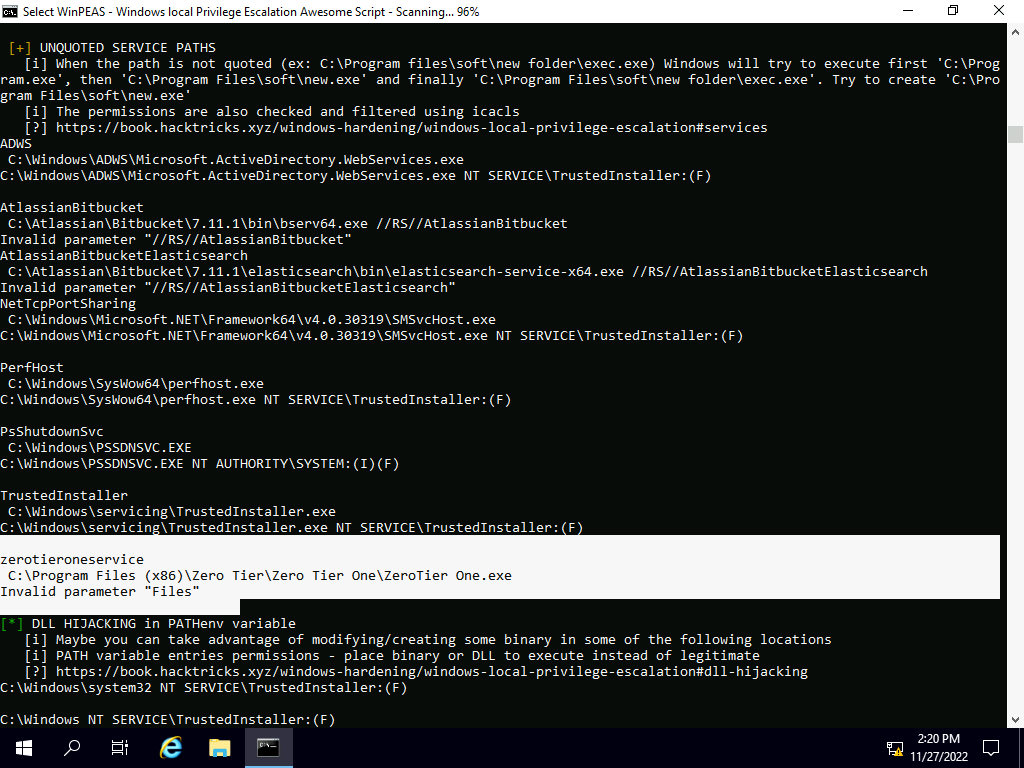 Select WinPEAS - Windows local Privilege Escalation Awesome Script - Scanning... 96%
[+] UNQUOTED SERVICE PATHS
[i] When the path is not quoted (ex: C:\Program files\soft\new folder\exec.exe) Windows will try to execute first 'C:\Prog
ram.exe', then 'C:\Program Files\soft\new.exe' and finally 'C:\Program Files\soft\new folder\exec.exe'. Try to create 'C:\Pro
gram Files\soft\new.exe'
[i] The permissions are also checked and filtered using icacls
[?] https://book.hacktricks.xyz/windows-hardening/windows-local-privilege-escalation#services
ADWS
C:\Windows\ADWS\Microsoft.ActiveDirectory.WebServices.exe
C:\Windows\ADWS\Microsoft.ActiveDirectory.WebServices.exe NT SERVICE\TrustedInstaller:(F)
AtlassianBitbucket
C:\Atlassian\Bitbucket\7.11.1\bin\bserv64.exe //RS//AtlassianBitbucket
Invalid parameter "//RS//AtlassianBitbucket"
AtlassianBitbucketElasticsearch
C:\Atlassian\Bitbucket\7.11.1\elasticsearch\bin\elasticsearch-service-x64.exe //RS//AtlassianBitbucketElasticsearch
Invalid parameter "//RS//AtlassianBitbucketElasticsearch"
NetTcpPortSharing
C:\Windows\Microsoft.NET\Framework64\v4.0.30319\SMSvcHost.exe
C:\Windows\Microsoft.NET\Framework64\v4.0.30319\SMSvcHost.exe NT SERVICE\TrustedInstaller:(F)
PerfHost
C:\Windows\SysWow64\perfhost.exe
C:\Windows\SysWow64\perfhost.exe NT SERVICE\TrustedInstaller:(F)
PsShutdownSvc
C:\Windows\PSSDNSVC.EXE
C:\Windows\PSSDNSVC.EXE NT AUTHORITY\SYSTEM:(I)(F)
TrustedInstaller
C:\Windows\servicing\TrustedInstaller.exe
C:\Windows\servicing\TrustedInstaller.exe NT SERVICE\TrustedInstaller:(F)
zerotieroneservice
C:\Program Files (x86)\Zero Tier\Zero Tier One\ZeroTier One.exe
Invalid parameter "Files"
[*] DLL HIJACKING in PATHenv variable
[i] Maybe you can take advantage of modifying/creating some binary in some of the following locations
[i] PATH variable entries permissions - place binary or DLL to execute instead of legitimate
[?] https://book.hacktricks.xyz/windows-hardening/windows-local-privilege-escalation#dll-hijacking
C:\Windows\system32 NT SERVICE\TrustedInstaller:(F)
C:\Windows NT SERVICE\TrustedInstaller:(F)
2:20 PM
11/27/2022